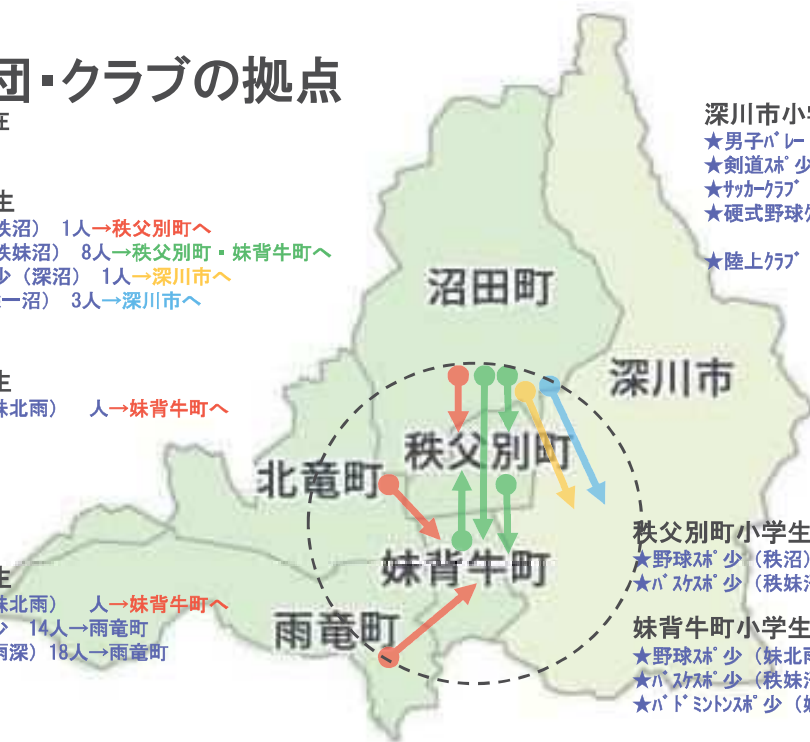 団・クラブの拠点
在
生
秩沼） 1人→秩父別町へ
秩妹沼） 8人→秩父別町・妹背牛町へ
少（深沼） 1人→深川市へ
ー沼） 3人→深川市へ
生
妹北雨）　人→妹背牛町へ
生
妹北雨）　人→妹背牛町へ
少 14人→雨竜町
雨深）18人→雨竜町
沼田町
深川市
秩父別町
北竜町
妹背牛町
雨竜町
深川市小学
★男子ﾊﾞﾚｰ
★剣道ｽﾎﾟ少
★ｻｯｶｰｸﾗﾌﾞ
★硬式野球ｸ
★陸上ｸﾗﾌﾞ
秩父別町小学生
★野球ｽﾎﾟ少（秩沼）
★ﾊﾞｽｹｽﾎﾟ少（秩妹沼
妹背牛町小学生
★野球ｽﾎﾟ少（妹北雨
★ﾊﾞｽｹｽﾎﾟ少（秩妹沼
★ﾊﾞﾄﾞﾐﾝﾄﾝｽﾎﾟ少（妹